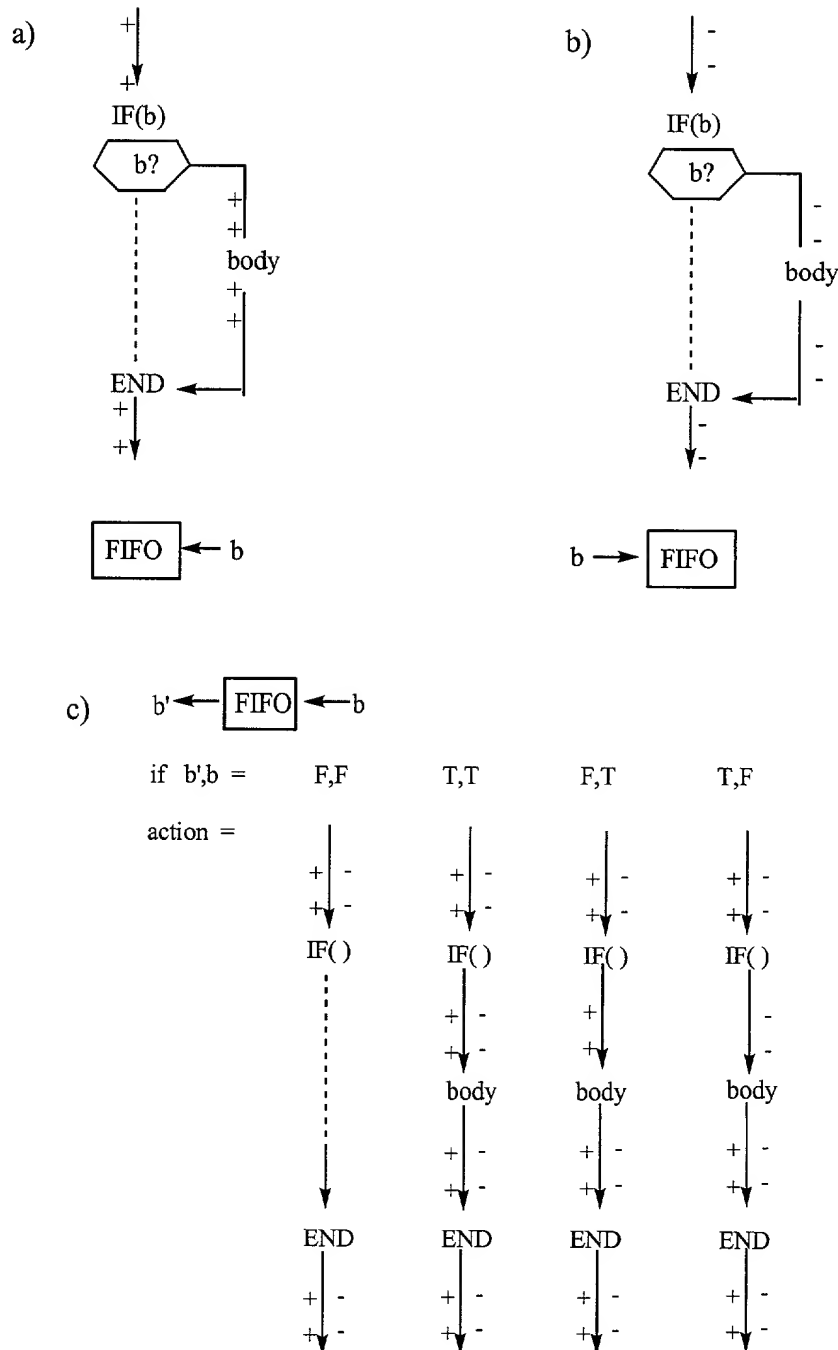 a)
+
+
IF(b)
b?
+
+
body
+
+
END
+
+
FIFO b
b)
-
-
IF(b)
b?
-
-
body
-
-
END
-
-
b FIFO
c) b' FIFO b
if b',b = F,F T,T F,T T,F
action =
+ - + - + - + -
+ - + - + - + -
IF( ) IF( ) IF( ) IF( )
+ - + -
+ - + -
body body body
+ - + - + -
+ - + - + -
END END END END
+ - + - + - + -
+ - + - + - + -